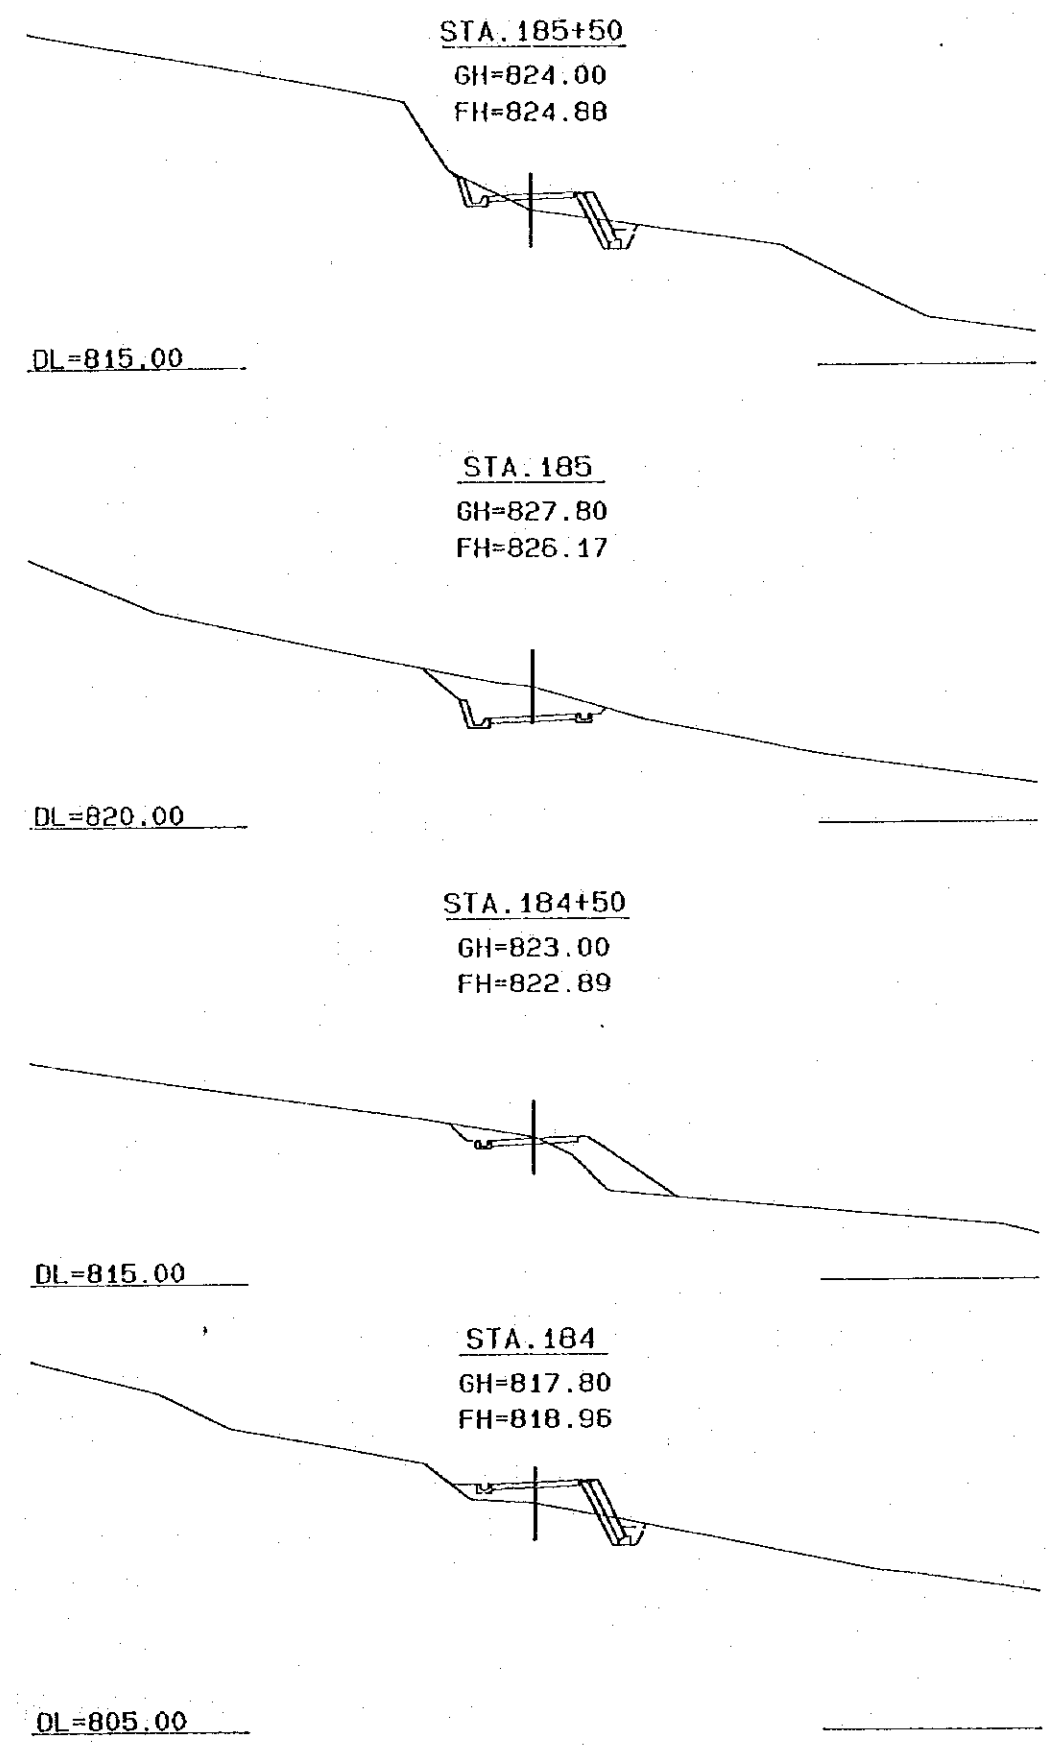 STA.185+50
GH=824.00
FH=824.88
DL=815.00
STA.185
GH=827.80
FH=826.17
DL=820.00
STA.184+50
GH=823.00
FH=822.89
DL=815.00
STA.184
GH=817.80
FH=818.96
DL=805.00